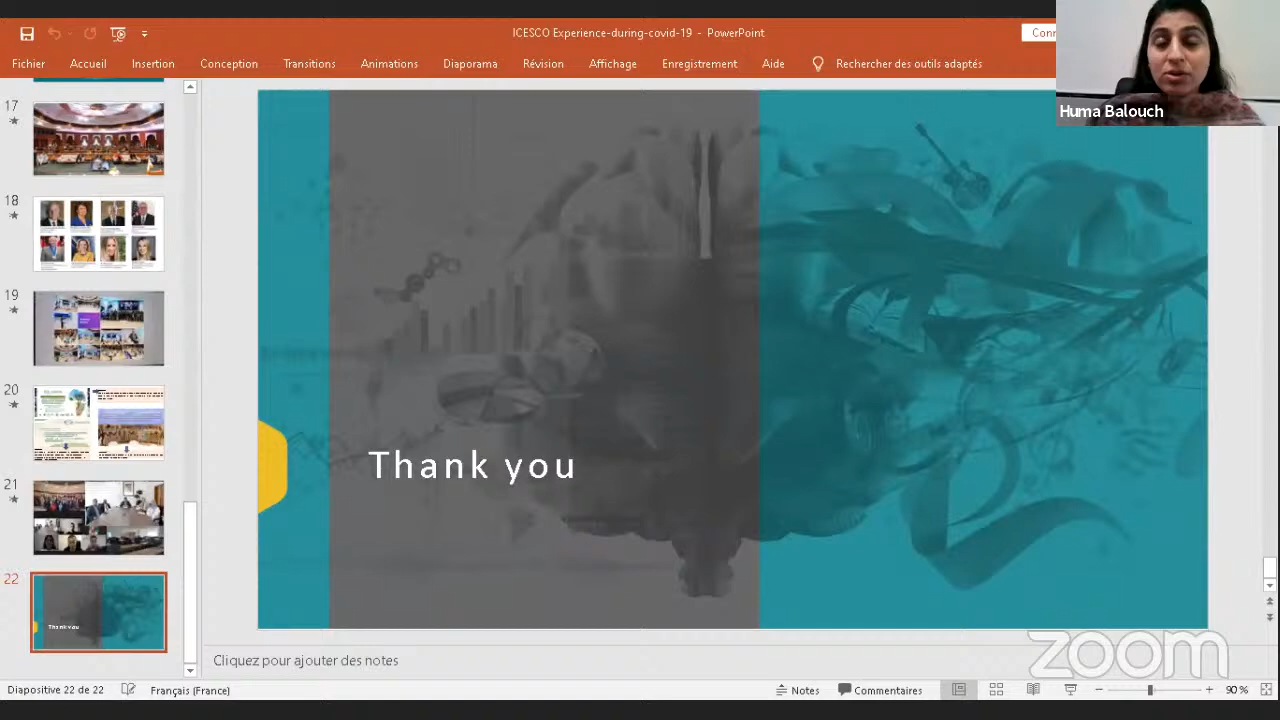 ICESCO Experience-during-covid-19 - PowerPoint
Fichier Accueil Insertion Conception Transitions Animations Diaporama Révision Affichage Enregistrement Aide Rechercher des outils adaptés
Huma Balouch
17
18
19
20
21
22
Thank you
Thank you
Cliquez pour ajouter des notes
zoom
Diapositive 22 de 22 Français (France) Notes Commentaires 90 %